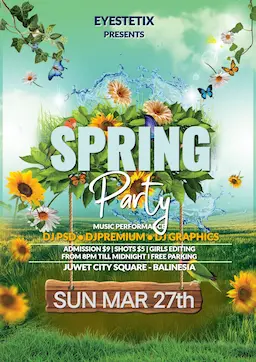 EYESTETIX
PRESENTS
SPRING
Party
MUSIC PERFORMANCE
DJ PSD ● DJPREMIUM ● DJ GRAPHICS
ADMISSION $9 | SHOTS $5 | GIRLS EDITING
FROM 8PM TILL MIDNIGHT | FREE PARKING
JUWET CITY SQUARE - BALINESIA
SUN MAR 27th